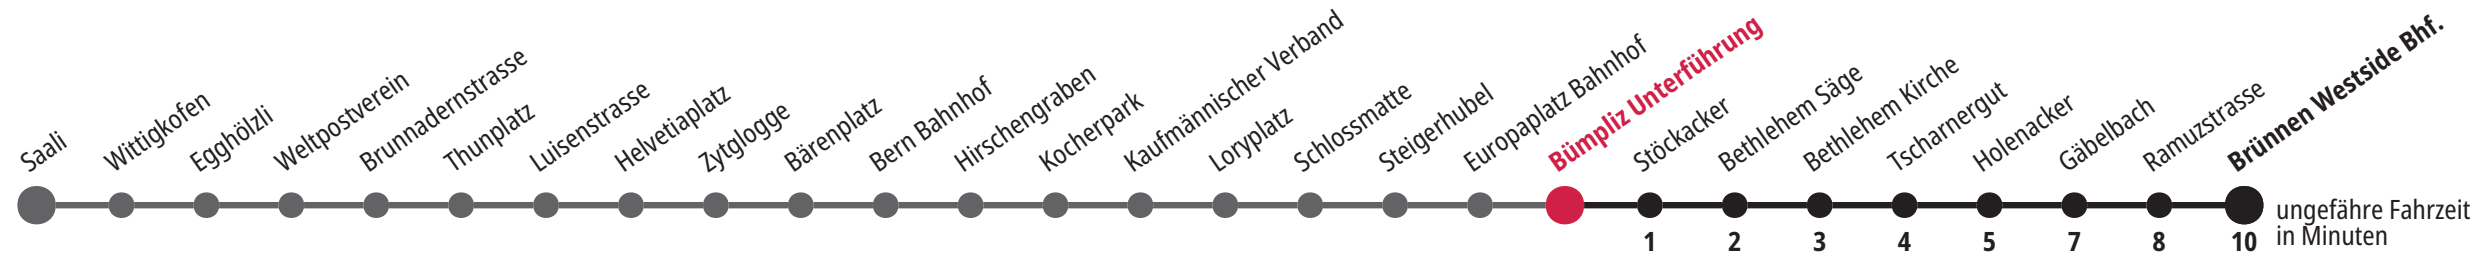 Saali
Wittigkofen
Egghölzli
Weltpostverein
Brunnadernstrasse
Thunplatz
Luisenstrasse
Helvetiaplatz
Zytglogge
Bärenplatz
Bern Bahnhof
Hirschengraben
Kocherpark
Kaufmännischer Verband
Loryplatz
Schlossmatte
Steigerhubel
Europaplatz Bahnhof
Bümpliz Unterführung
Stöckacker
Bethlehem Säge
Bethlehem Kirche
Tscharnergut
Holenacker
Gäbelbach
Ramuzstrasse
Brünnen Westside Bhf.
1 2 3 4 5 7 8 10
ungefähre Fahrzeit
in Minuten